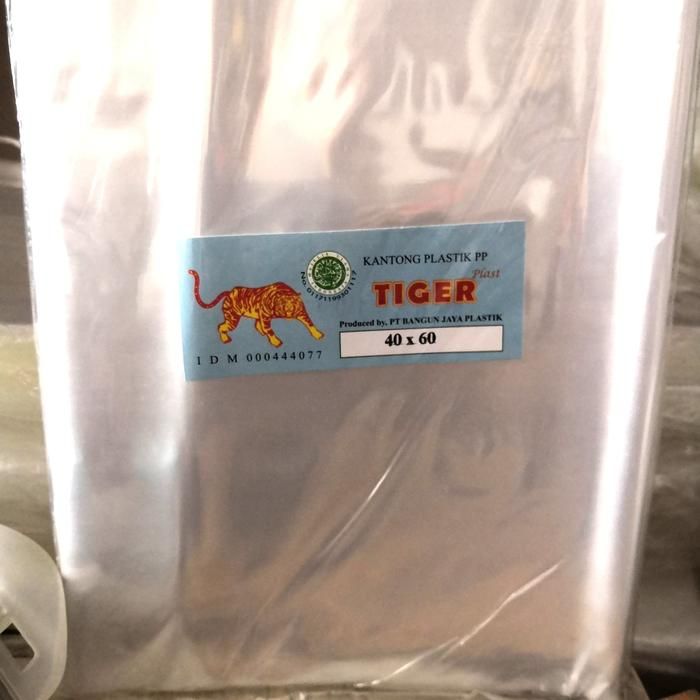 KANTONG PLASTIK PP
Plast
TIGER
Produced by, PT BANGUN JAYA PLASTIK
40 x 60
I D M 000444077